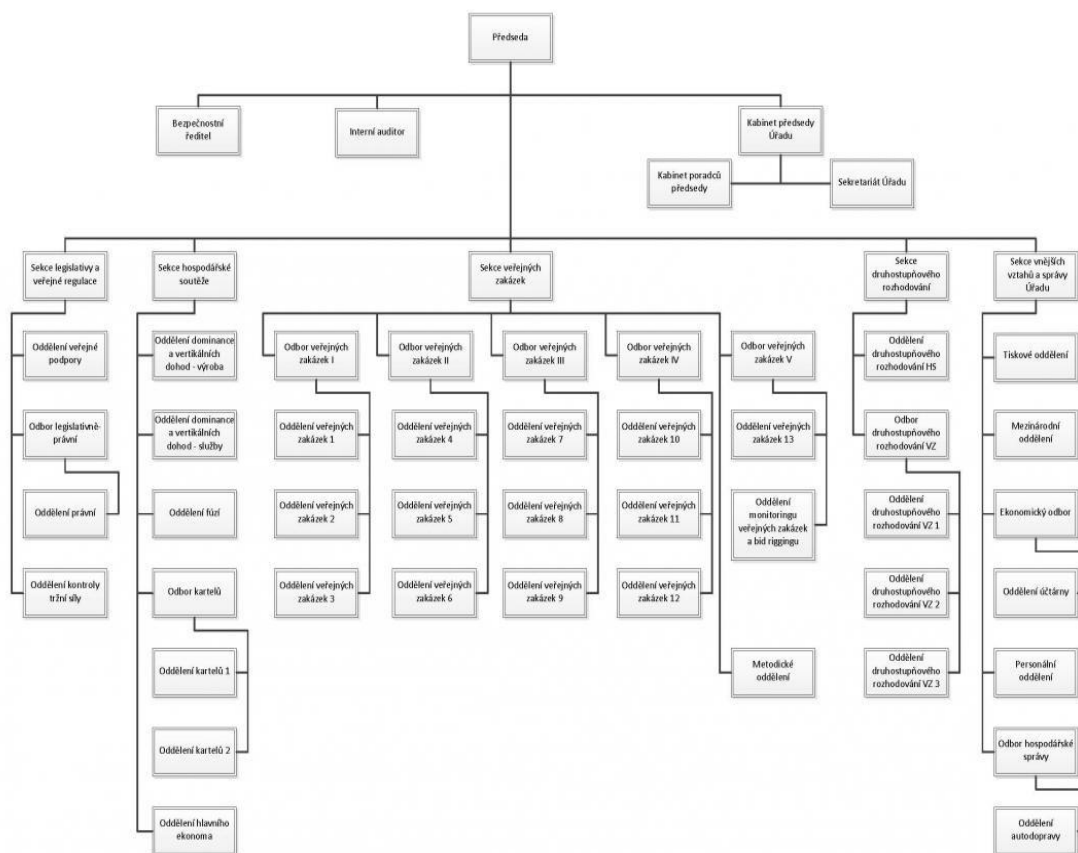 Předseda
Bezpečnostní
ředitel
Interní auditor
Kabinet předsedy
Úřadu
Kabinet poradců
předsedy
Sekretariát Úřadu
Sekce legislativy a
veřejné regulace
Sekce hospodářské
soutěže
Sekce veřejných
zakázek
Sekce
druhostupňového
rozhodování
Sekce vnějších
vztahů a správy
Úřadu
Oddělení veřejné
podpory
Odbor legislativně-
právní
Oddělení právní
Oddělení kontroly
tržní síly
Oddělení dominance
a vertikálních
dohod - výroba
Oddělení dominance
a vertikálních
dohod - služby
Oddělení fúzí
Odbor kartelů
Oddělení kartelů 1
Oddělení kartelů 2
Oddělení hlavního
ekonoma
Odbor veřejných
zakázek I
Oddělení veřejných
zakázek 1
Oddělení veřejných
zakázek 2
Oddělení veřejných
zakázek 3
Odbor veřejných
zakázek II
Oddělení veřejných
zakázek 4
Oddělení veřejných
zakázek 5
Oddělení veřejných
zakázek 6
Odbor veřejných
zakázek III
Oddělení veřejných
zakázek 7
Oddělení veřejných
zakázek 8
Oddělení veřejných
zakázek 9
Odbor veřejných
zakázek IV
Oddělení veřejných
zakázek 10
Oddělení veřejných
zakázek 11
Oddělení veřejných
zakázek 12
Odbor veřejných
zakázek V
Oddělení veřejných
zakázek 13
Oddělení
monitoringu
veřejných zakázek
a bid riggingu
Metodické
oddělení
Oddělení
druhostupňového
rozhodování HS
Odbor
druhostupňového
rozhodování VZ
Oddělení
druhostupňového
rozhodování VZ 1
Oddělení
druhostupňového
rozhodování VZ 2
Oddělení
druhostupňového
rozhodování VZ 3
Tiskové oddělení
Mezinárodní
oddělení
Ekonomický odbor
Oddělení účtárny
Personální
oddělení
Odbor hospodářské
správy
Oddělení
autodopravy